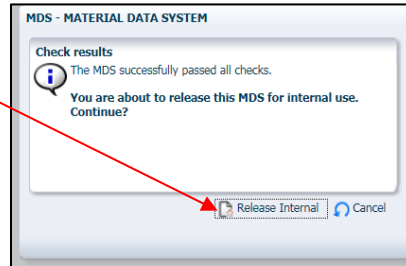 MDS - MATERIAL DATA SYSTEM
Check results
The MDS successfully passed all checks.
You are about to release this MDS for internal use.
Continue?
Release Internal Cancel